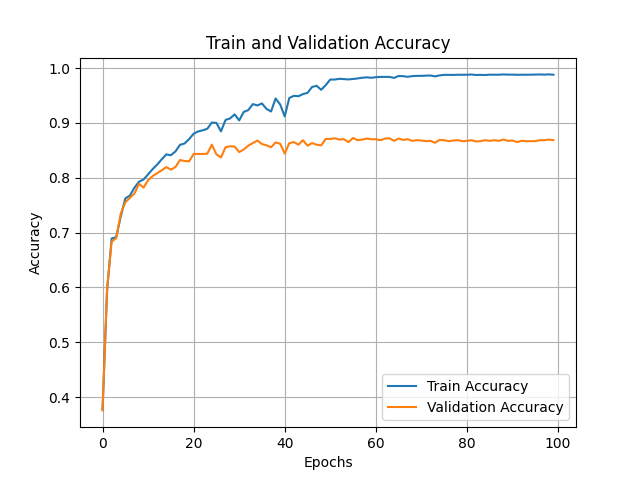 Train and Validation Accuracy
1.0
0.9
0.8
0.7
0.6
0.5
0.4
Accuracy
Train Accuracy
Validation Accuracy
0 20 40 60 80 100
Epochs